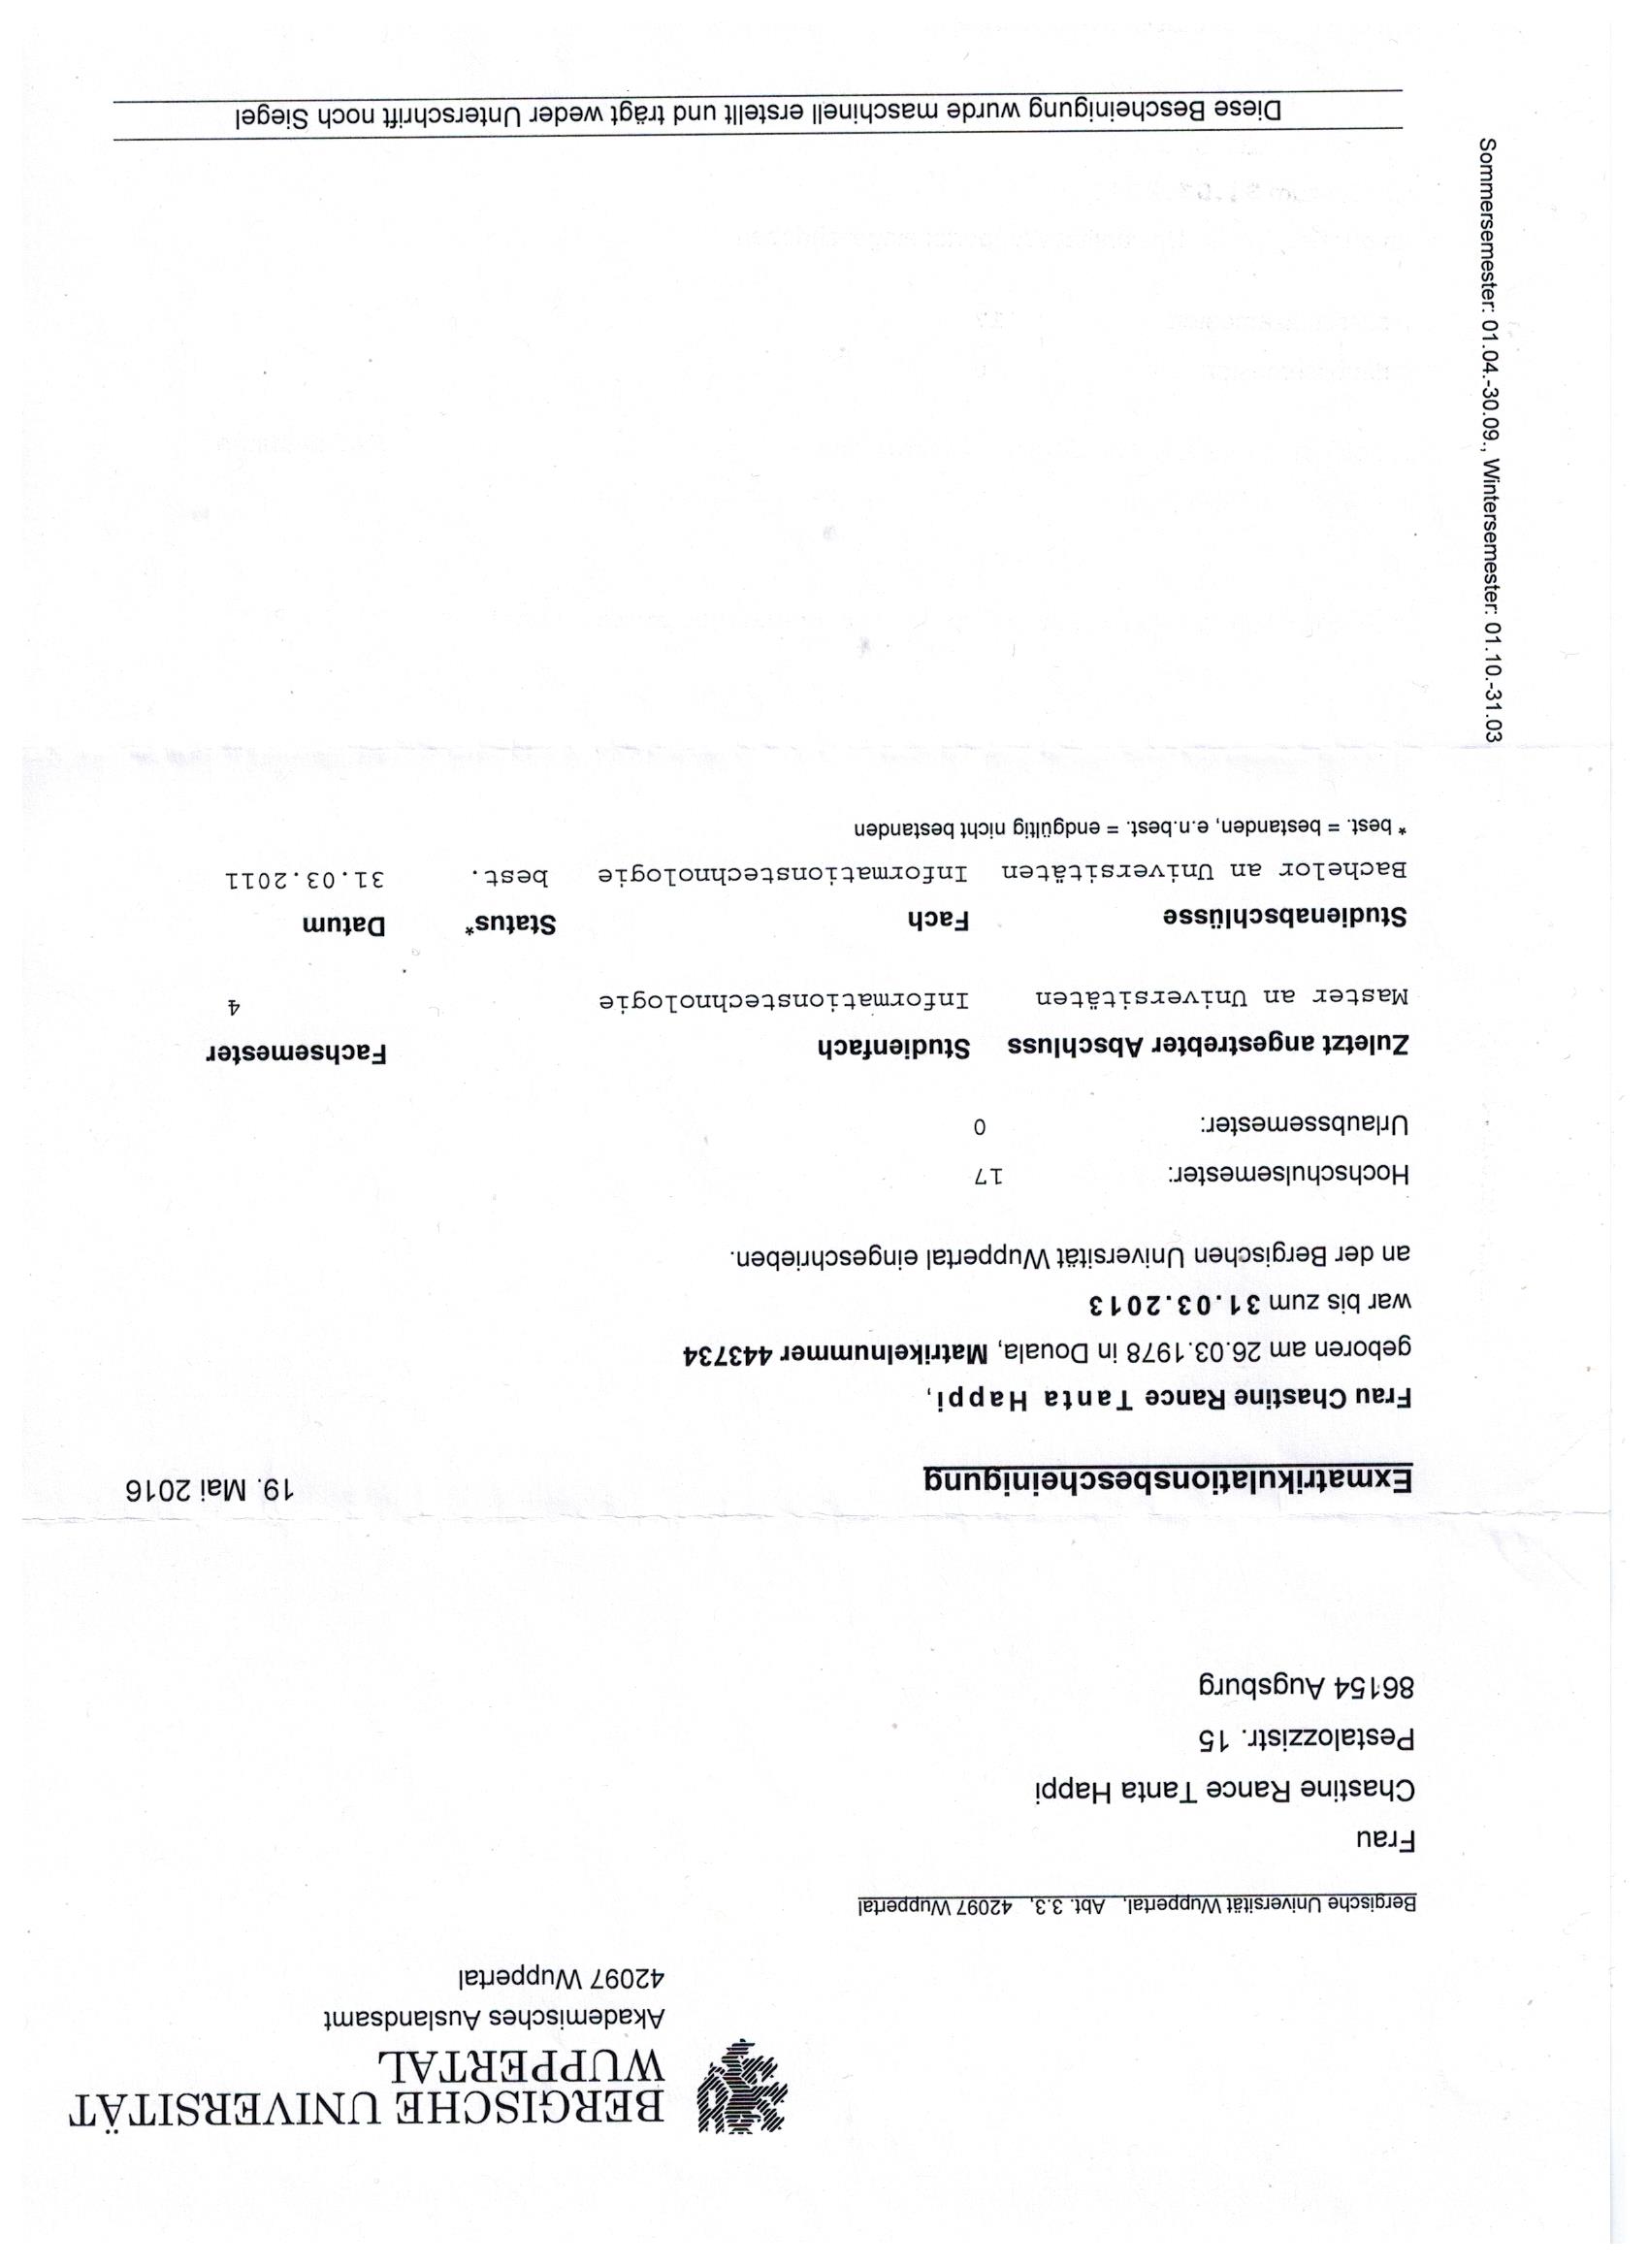 BERGISCHE UNIVERSITÄT
WUPPERTAL
Akademisches Auslandsamt
42097 Wuppertal
Bergische Universität Wuppertal, Abt. 3.3, 42097 Wuppertal
Frau
Chastine Rance Tanta Happi
Pestalozzistr. 15
86154 Augsburg
Exmatrikulationsbescheinigung 19. Mai 2016
Frau Chastine Rance Tanta Happi,
geboren am 26.03.1978 in Douala, Matrikelnummer 443734
war bis zum 31.03.2013
an der Bergischen Universität Wuppertal eingeschrieben.
Hochschulsemester: 17
Urlaubssemester: 0
Zuletzt angestrebter Abschluss Studienfach Fachsemester
Master an Universitäten Informationstechnologie 4
Studienabschlüsse Fach Status* Datum
Bachelor an Universitäten Informationstechnologie best. 31.03.2011
* best. = bestanden, e.n.best. = endgültig nicht bestanden
Sommersemester: 01.04.-30.09., Wintersemester: 01.10.-31.03
Diese Bescheinigung wurde maschinell erstellt und trägt weder Unterschrift noch Siegel